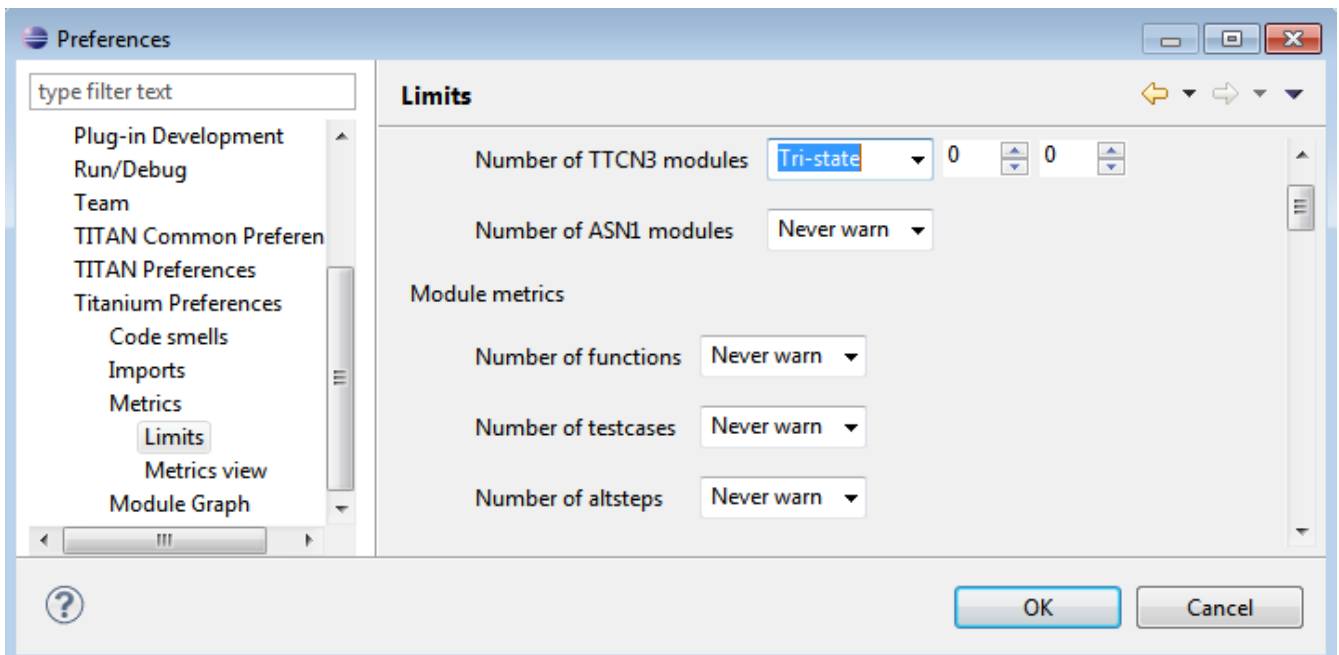 Preferences
type filter text
Plug-in Development
Run/Debug
Team
TITAN Common Preferen
TITAN Preferences
Titanium Preferences
Code smells
Imports
Metrics
Limits
Metrics view
Module Graph
Limits
Number of TTCN3 modules Tri-state 0 0
Number of ASN1 modules Never warn
Module metrics
Number of functions Never warn
Number of testcases Never warn
Number of altsteps Never warn
? OK Cancel